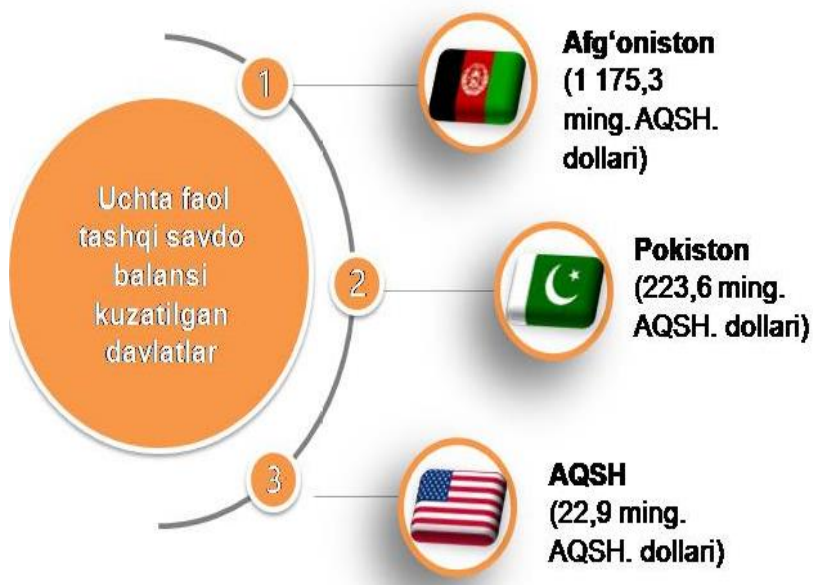 Uchta faol
tashqi savdo
balansi
kuzatilgan
davlatlar
1
Afg‘oniston
(1 175,3
ming. AQSH.
dollari)
2
Pokiston
(223,6 ming.
AQSH. dollari)
3
AQSH
(22,9 ming.
AQSH. dollari)